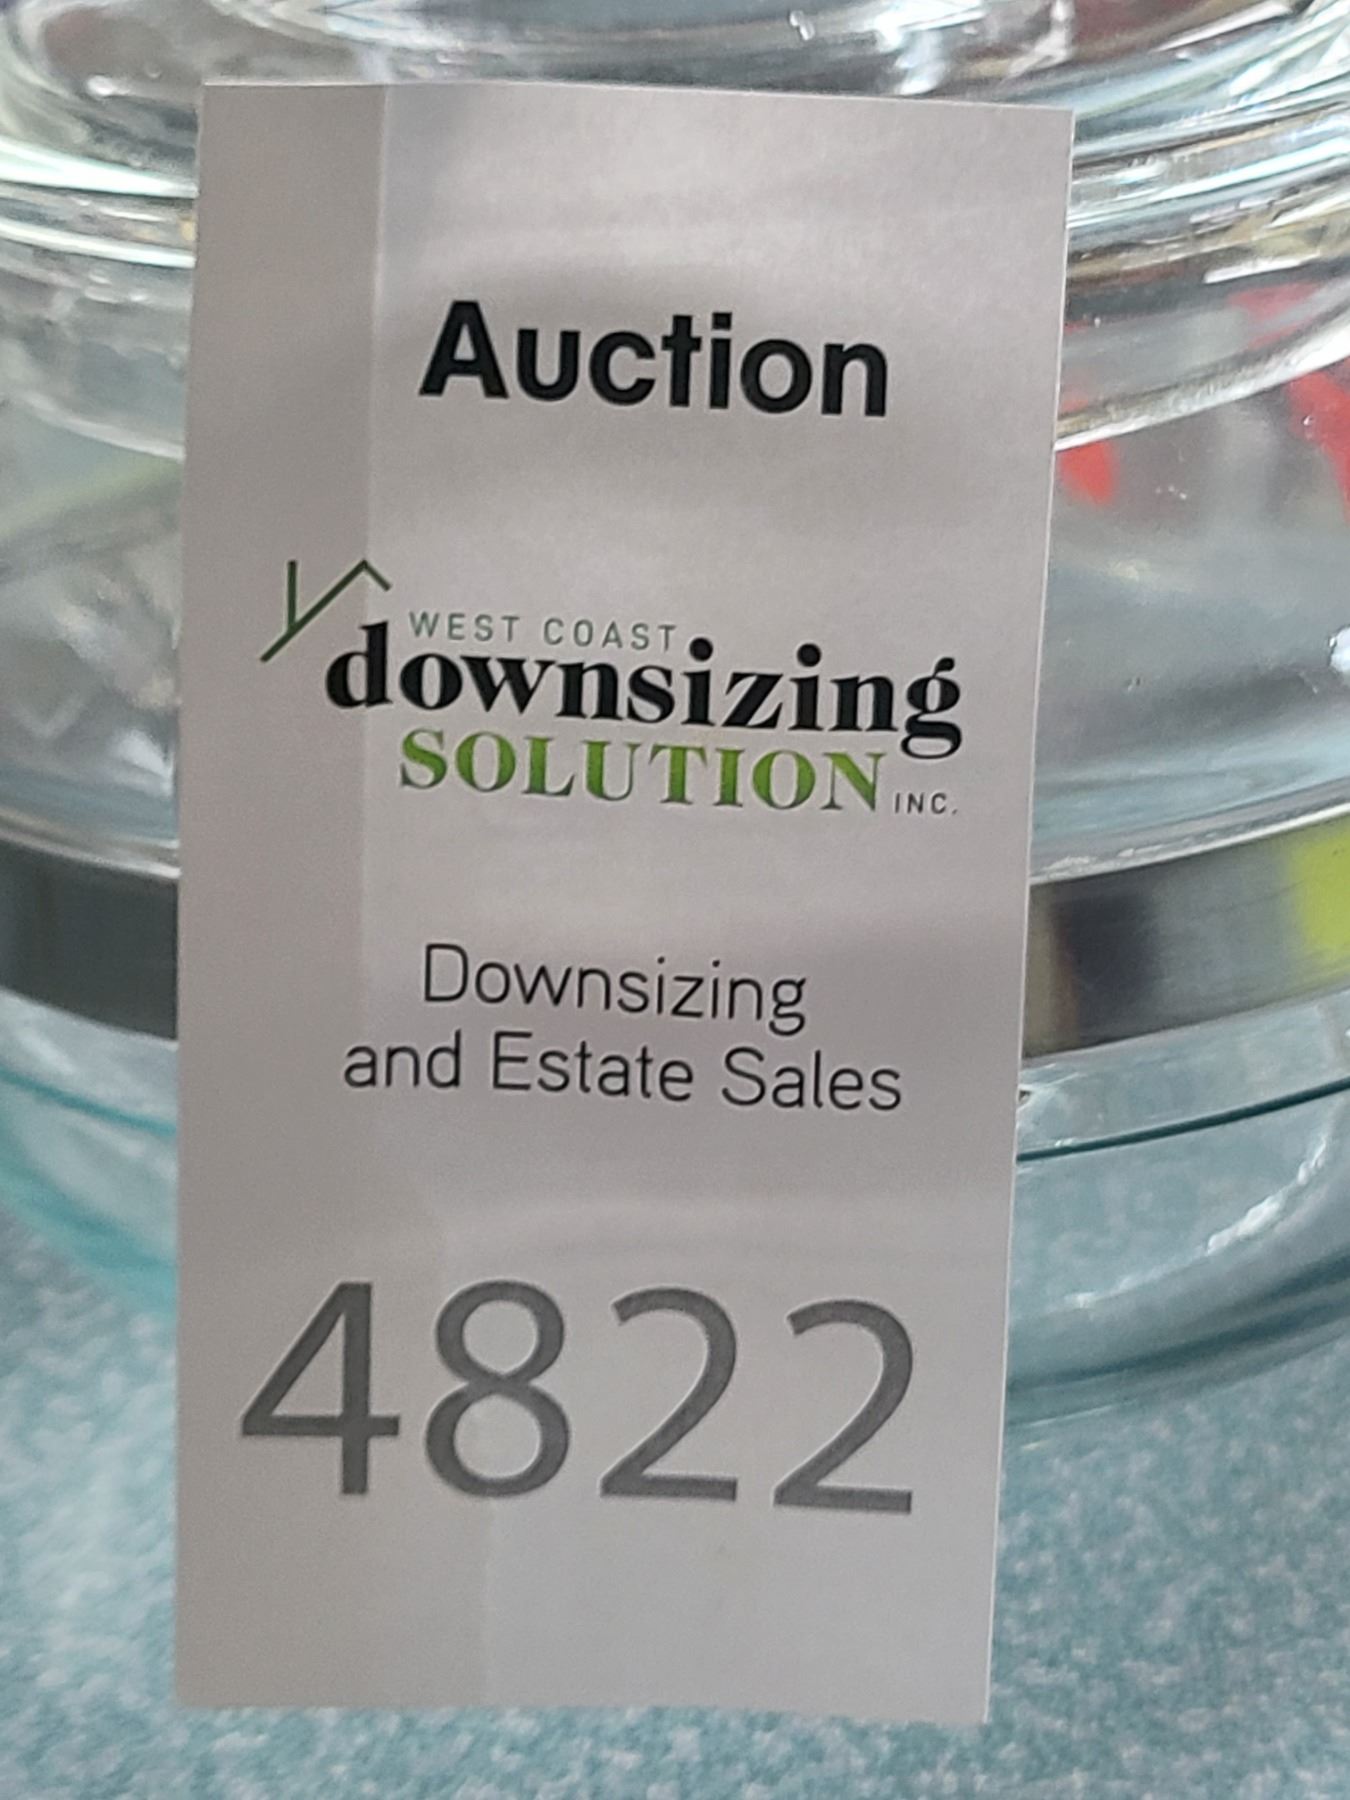 Auction
WEST COAST
downsizing
SOLUTION INC.
Downsizing
and Estate Sales
4822